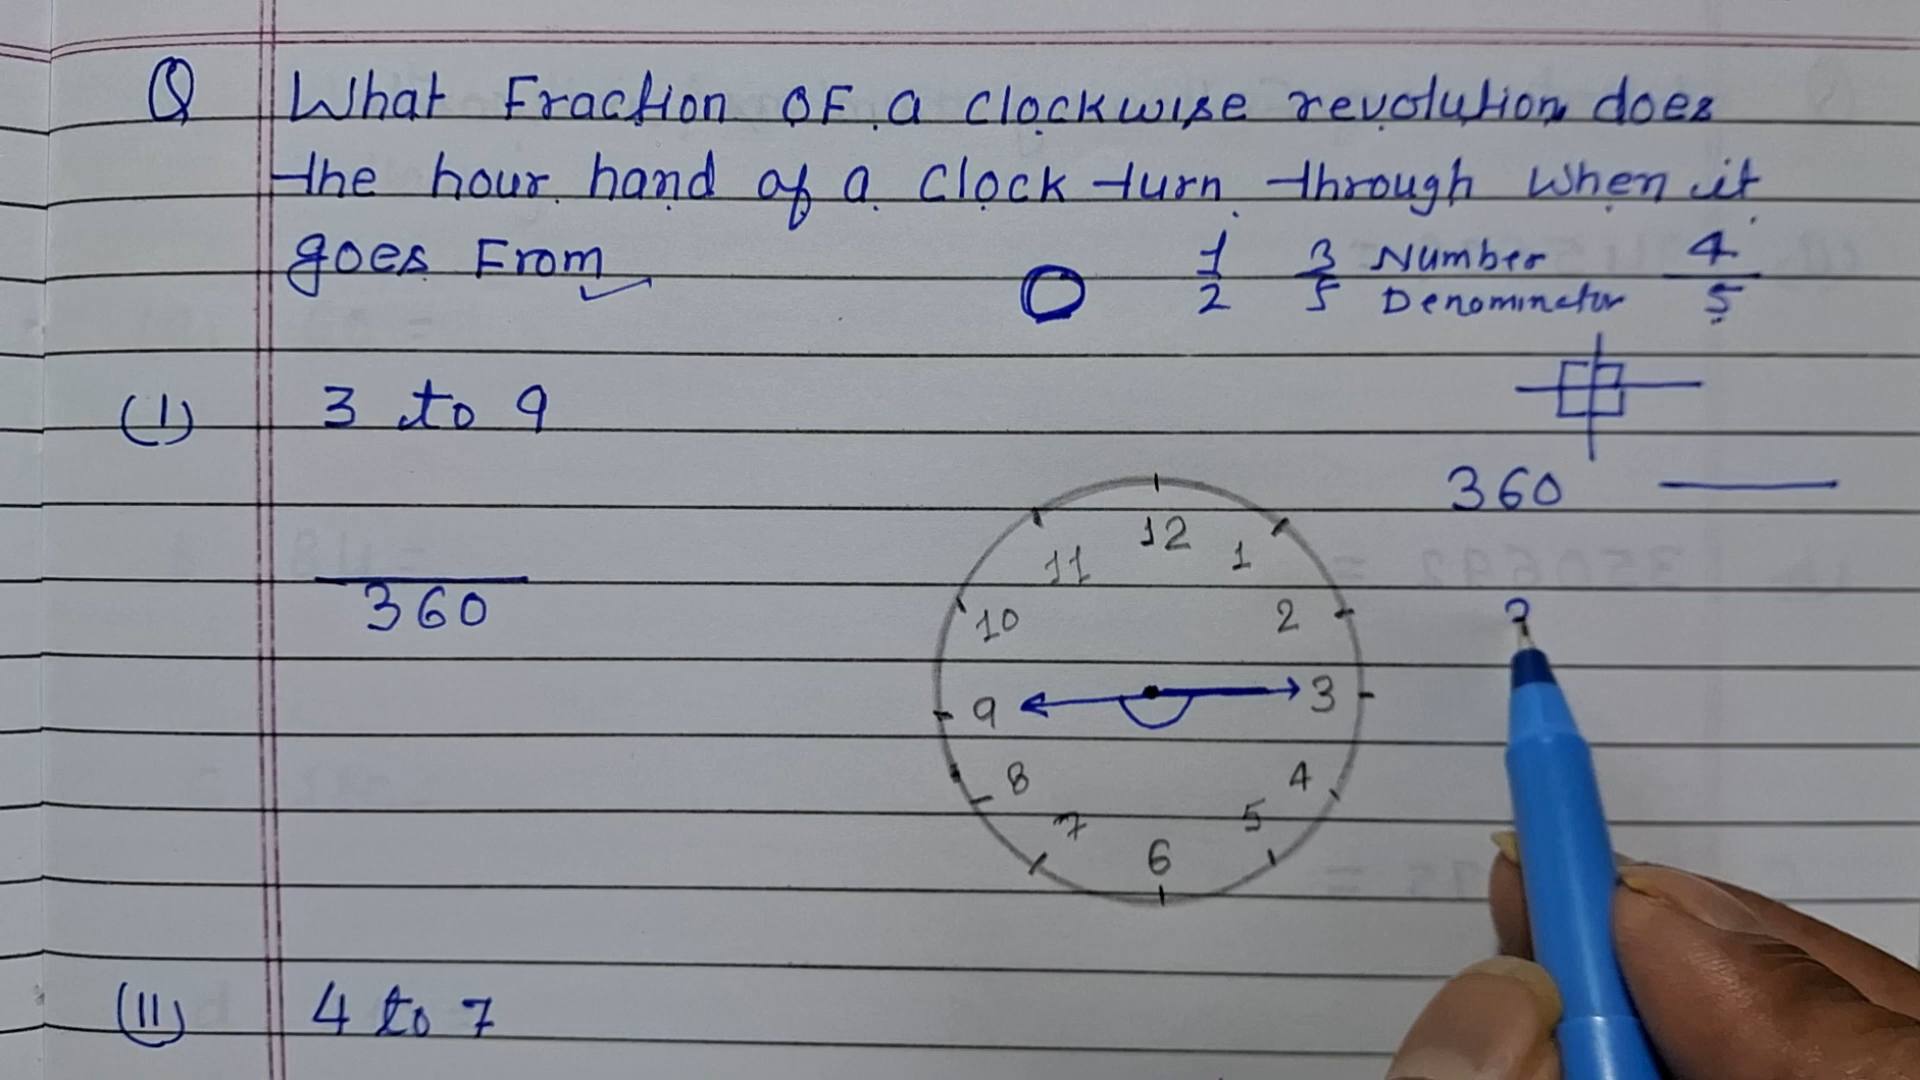 Q What Fraction OF a clockwise revolution does
the hour hand of a clock turn through when it
goes From
1/2 3/5 Number 4/5
Denominator
(I) 3 to 9
360
360
12
11 1
10 2
9 3
8 4
7 5
6
(II) 4 to 7